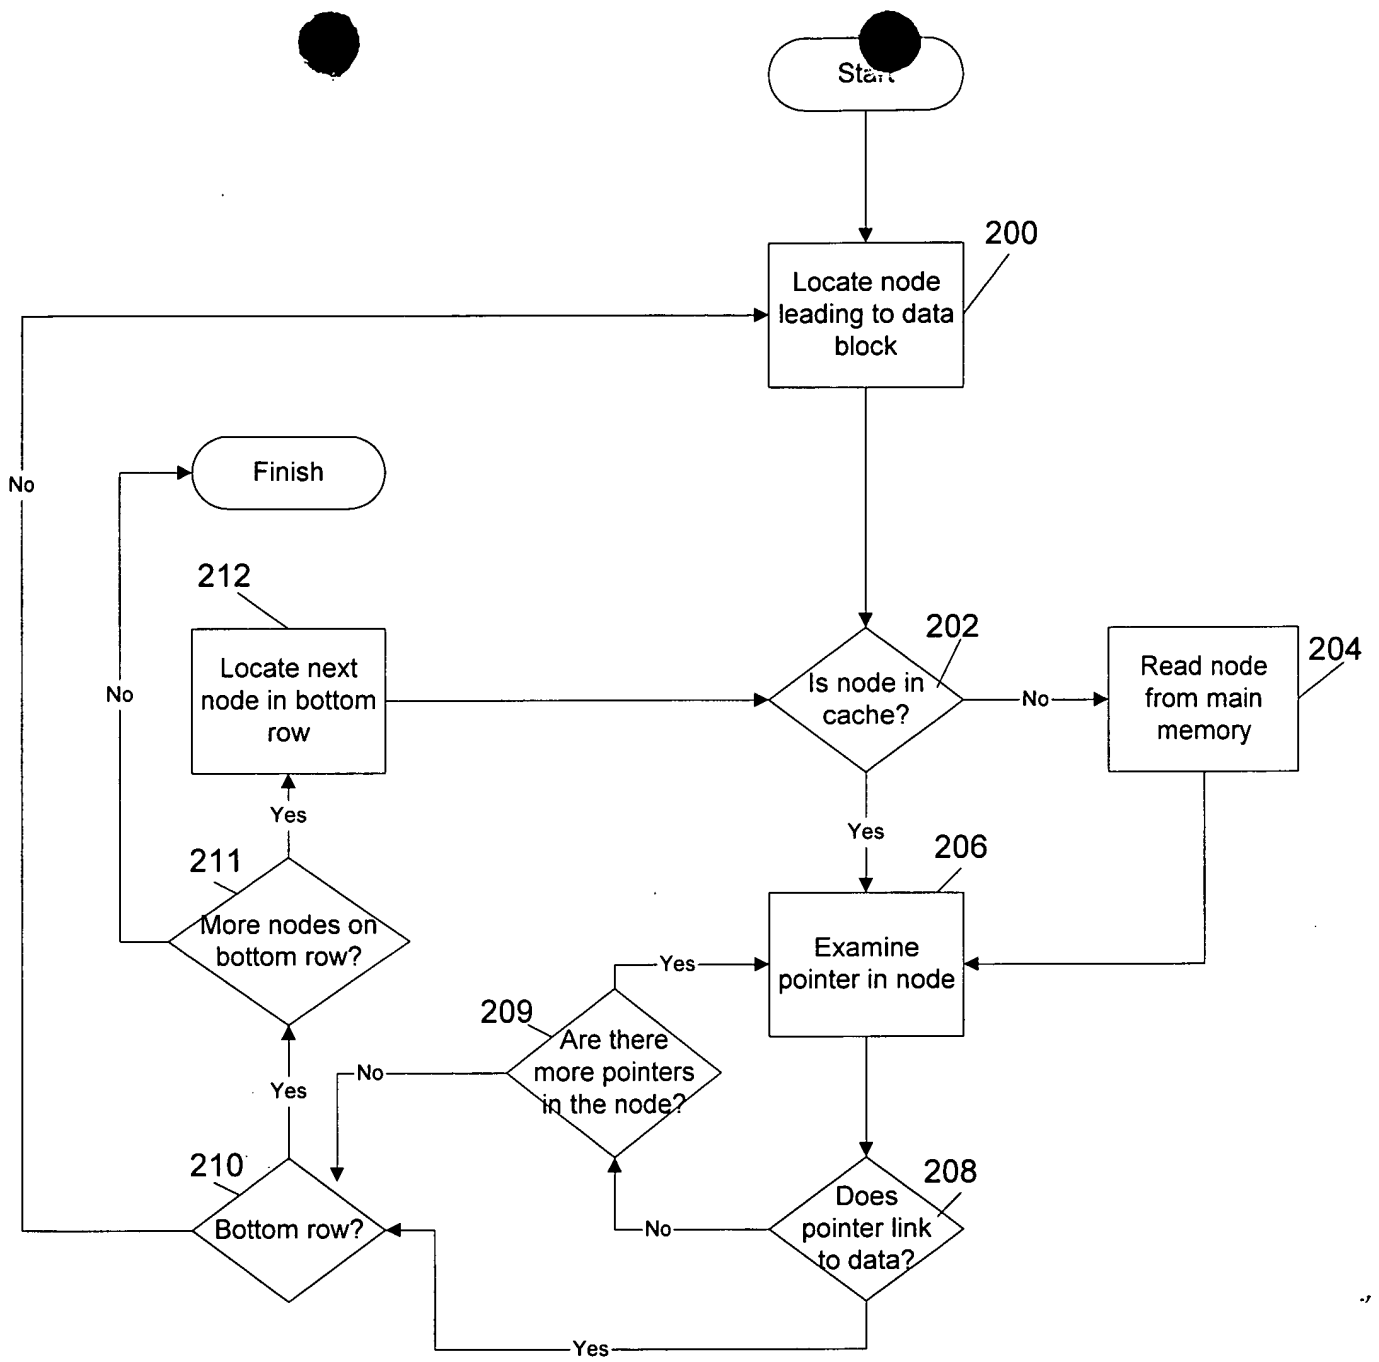 Start
200
Locate node
leading to data
block
No
Finish
212
Locate next
node in bottom
row
No
202
Is node in
cache?
No
204
Read node
from main
memory
Yes
Yes
206
211
More nodes on
bottom row?
Examine
pointer in node
Yes
209
Are there
more pointers
in the node?
No
Yes
210
Bottom row?
208
Does
pointer link
to data?
No
Yes